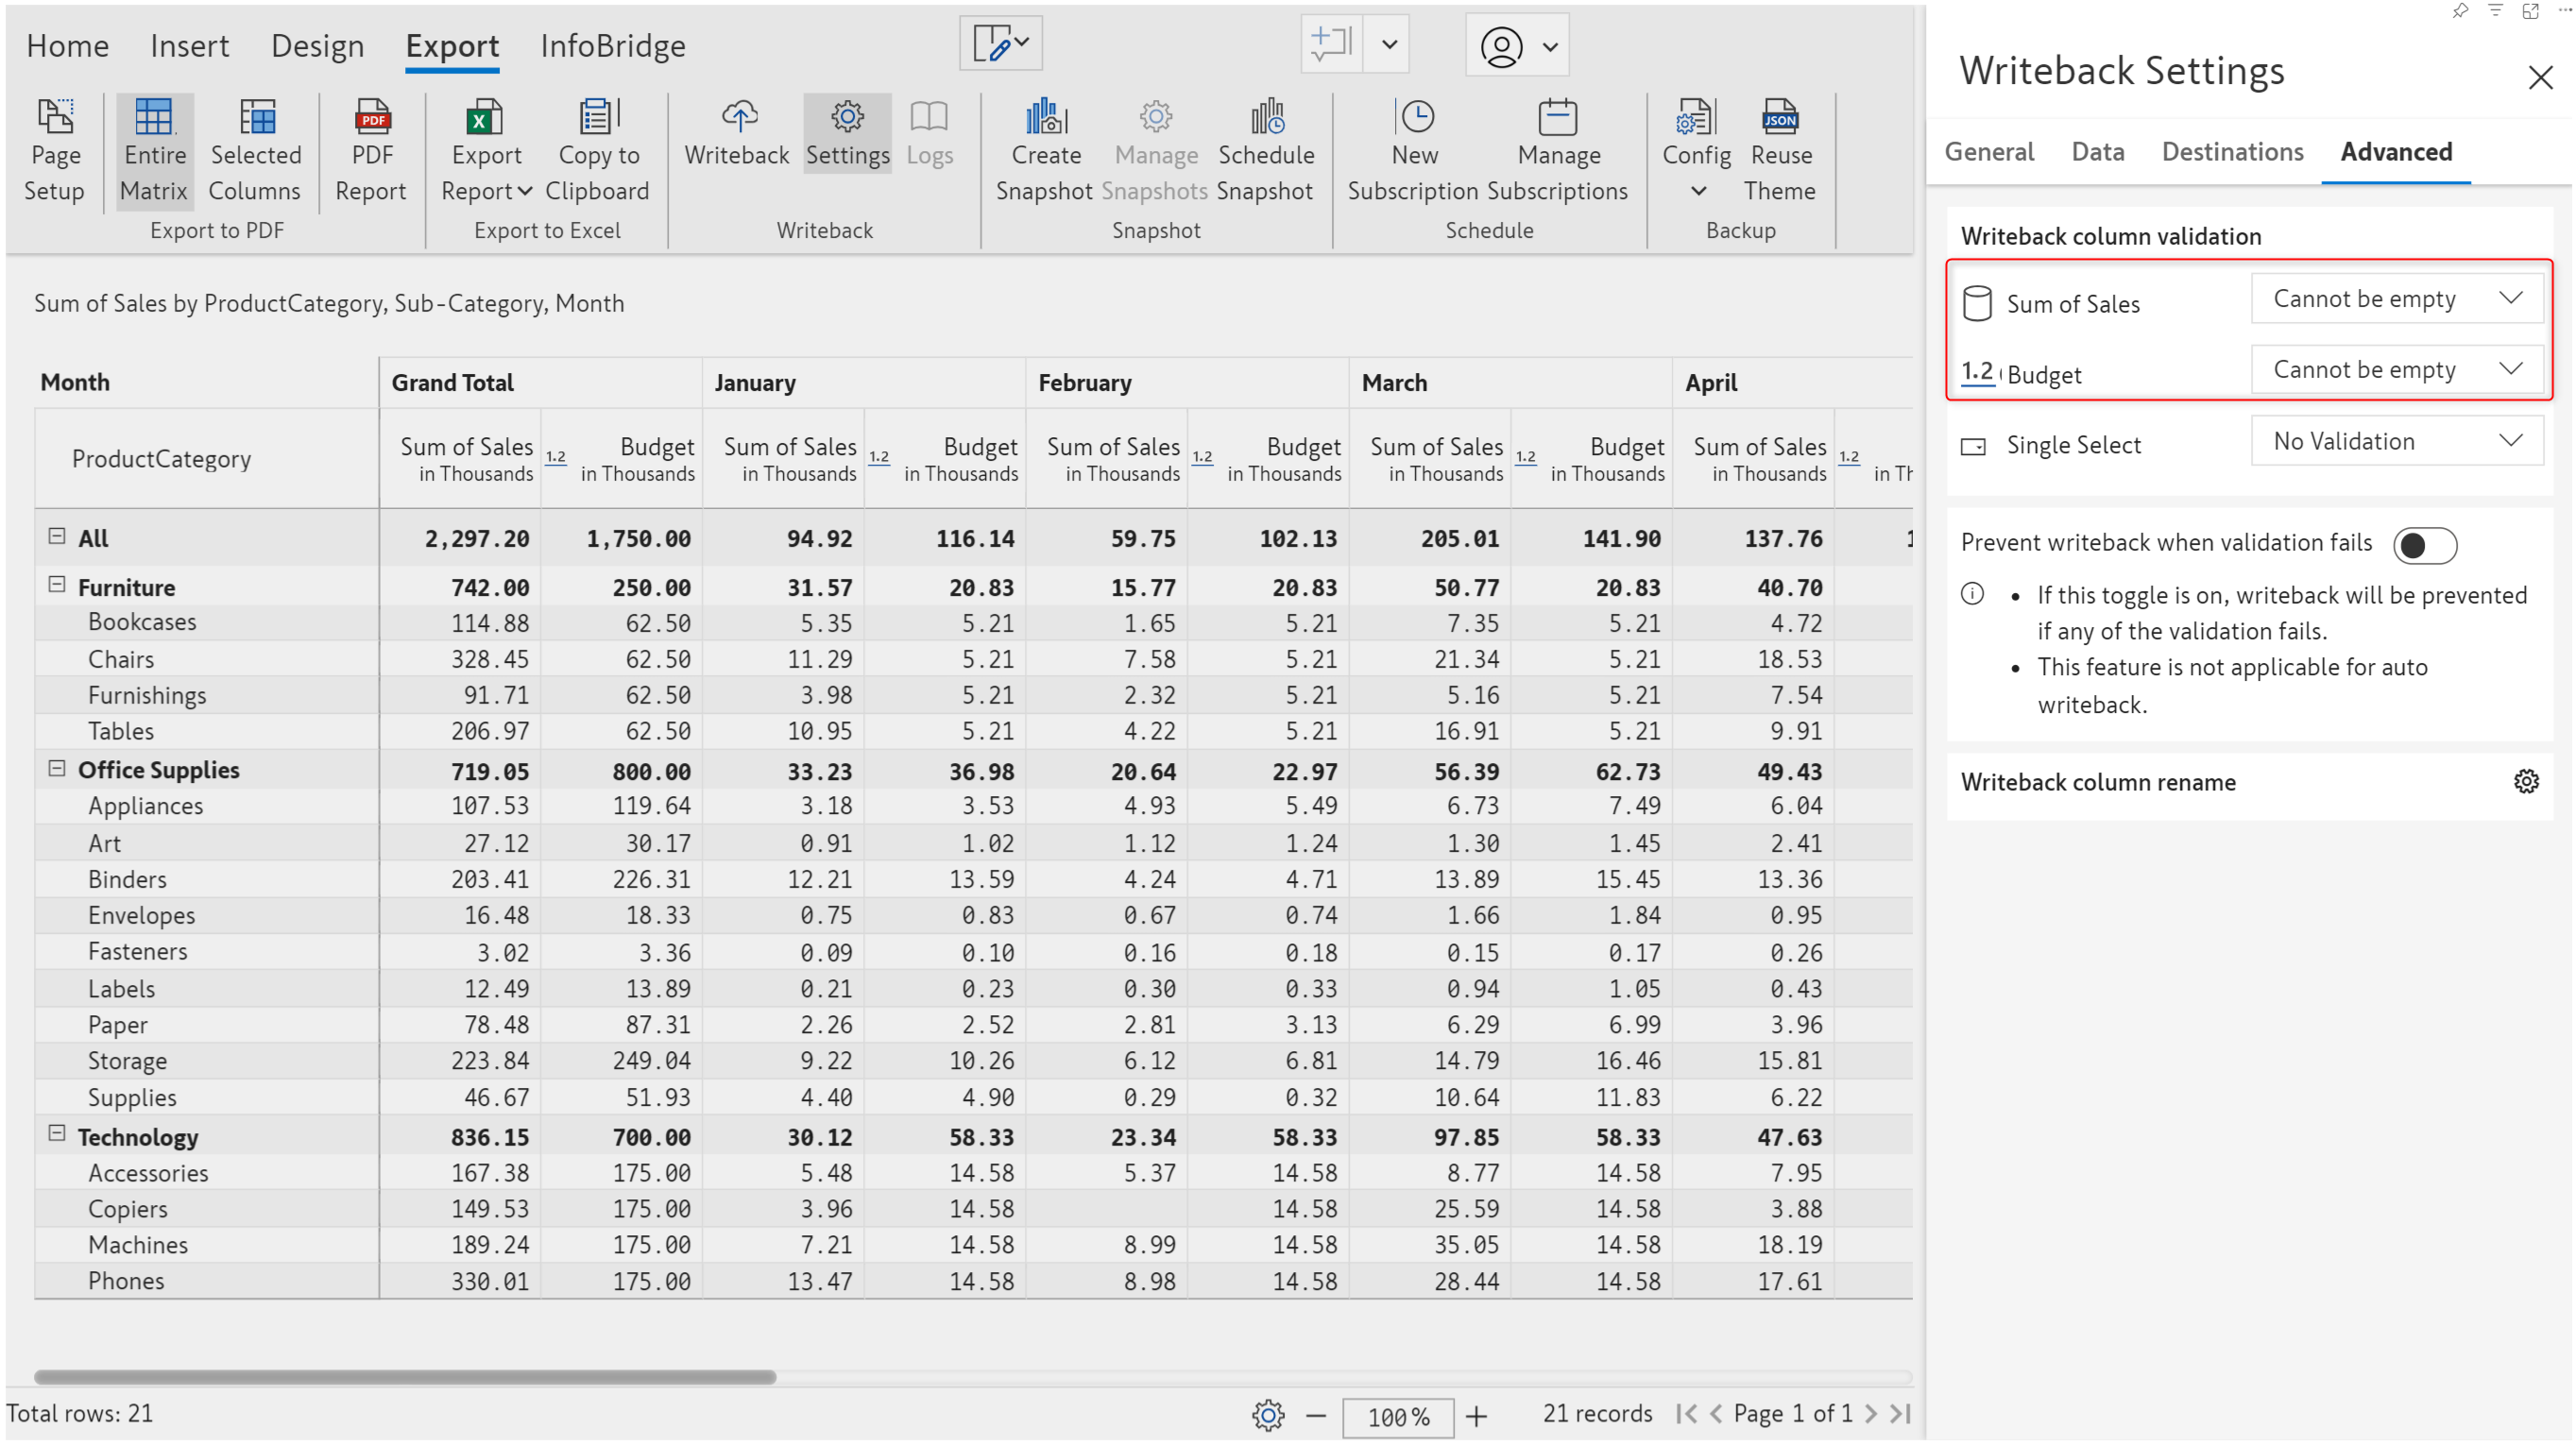 Home Insert Design Export InfoBridge
Page Setup
Entire Matrix
Selected Columns
Export to PDF
PDF
PDF Report
X
Export Report
Copy to Clipboard
Export to Excel
Writeback Settings Logs
Writeback
Create Snapshot
Manage Snapshots
Schedule Snapshot
Snapshot
New Subscription
Manage Subscriptions
Schedule
Config
JSON
Reuse Theme
Backup
Sum of Sales by ProductCategory, Sub-Category, Month
Month Grand Total January February March April
ProductCategory Sum of Sales in Thousands 1.2 Budget in Thousands Sum of Sales in Thousands 1.2 Budget in Thousands Sum of Sales in Thousands 1.2 Budget in Thousands Sum of Sales in Thousands 1.2 Budget in Thousands Sum of Sales in Thousands 1.2 in Th
All 2,297.20 1,750.00 94.92 116.14 59.75 102.13 205.01 141.90 137.76 1
Furniture 742.00 250.00 31.57 20.83 15.77 20.83 50.77 20.83 40.70
Bookcases 114.88 62.50 5.35 5.21 1.65 5.21 7.35 5.21 4.72
Chairs 328.45 62.50 11.29 5.21 7.58 5.21 21.34 5.21 18.53
Furnishings 91.71 62.50 3.98 5.21 2.32 5.21 5.16 5.21 7.54
Tables 206.97 62.50 10.95 5.21 4.22 5.21 16.91 5.21 9.91
Office Supplies 719.05 800.00 33.23 36.98 20.64 22.97 56.39 62.73 49.43
Appliances 107.53 119.64 3.18 3.53 4.93 5.49 6.73 7.49 6.04
Art 27.12 30.17 0.91 1.02 1.12 1.24 1.30 1.45 2.41
Binders 203.41 226.31 12.21 13.59 4.24 4.71 13.89 15.45 13.36
Envelopes 16.48 18.33 0.75 0.83 0.67 0.74 1.66 1.84 0.95
Fasteners 3.02 3.36 0.09 0.10 0.16 0.18 0.15 0.17 0.26
Labels 12.49 13.89 0.21 0.23 0.30 0.33 0.94 1.05 0.43
Paper 78.48 87.31 2.26 2.52 2.81 3.13 6.29 6.99 3.96
Storage 223.84 249.04 9.22 10.26 6.12 6.81 14.79 16.46 15.81
Supplies 46.67 51.93 4.40 4.90 0.29 0.32 10.64 11.83 6.22
Technology 836.15 700.00 30.12 58.33 23.34 58.33 97.85 58.33 47.63
Accessories 167.38 175.00 5.48 14.58 5.37 14.58 8.77 14.58 7.95
Copiers 149.53 175.00 3.96 14.58 14.58 25.59 14.58 3.88
Machines 189.24 175.00 7.21 14.58 8.99 14.58 35.05 14.58 18.19
Phones 330.01 175.00 13.47 14.58 8.98 14.58 28.44 14.58 17.61
Total rows: 21 100% 21 records Page 1 of 1
Writeback Settings
General Data Destinations Advanced
Writeback column validation
Sum of Sales Cannot be empty
1.2 Budget Cannot be empty
Single Select No Validation
Prevent writeback when validation fails
• If this toggle is on, writeback will be prevented
if any of the validation fails.
• This feature is not applicable for auto
writeback.
Writeback column rename